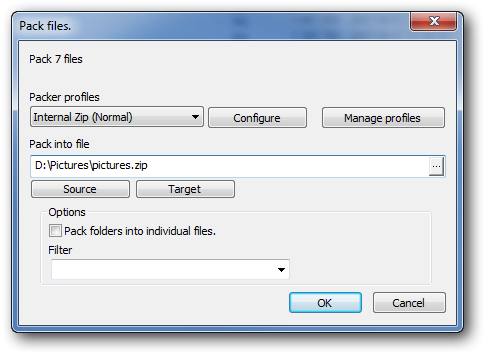 Pack files.
Pack 7 files
Packer profiles
Internal Zip (Normal) Configure Manage profiles
Pack into file
D:\Pictures\pictures.zip ...
Source Target
Options
Pack folders into individual files.
Filter
OK Cancel